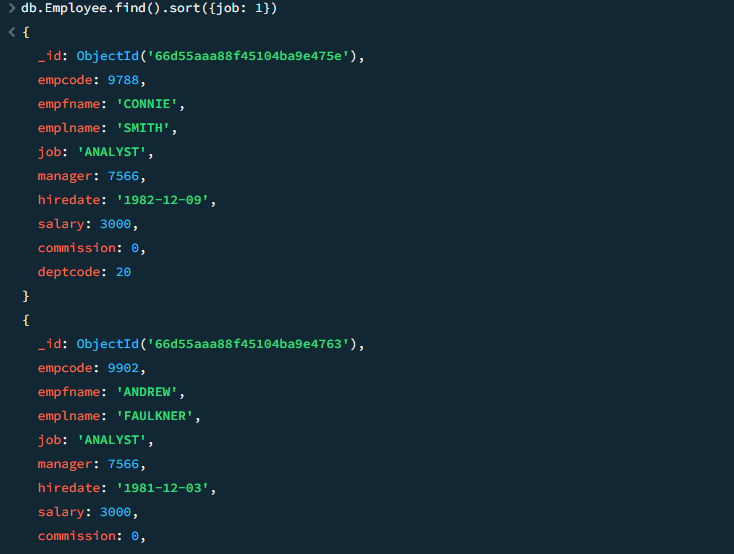 db.Employee.find().sort({job: 1})
{
_id: ObjectId('66d55aaa88f45104ba9e475e'),
empcode: 9788,
empfname: 'CONNIE',
emplname: 'SMITH',
job: 'ANALYST',
manager: 7566,
hiredate: '1982-12-09',
salary: 3000,
commission: 0,
deptcode: 20
}
{
_id: ObjectId('66d55aaa88f45104ba9e4763'),
empcode: 9902,
empfname: 'ANDREW',
emplname: 'FAULKNER',
job: 'ANALYST',
manager: 7566,
hiredate: '1981-12-03',
salary: 3000,
commission: 0,